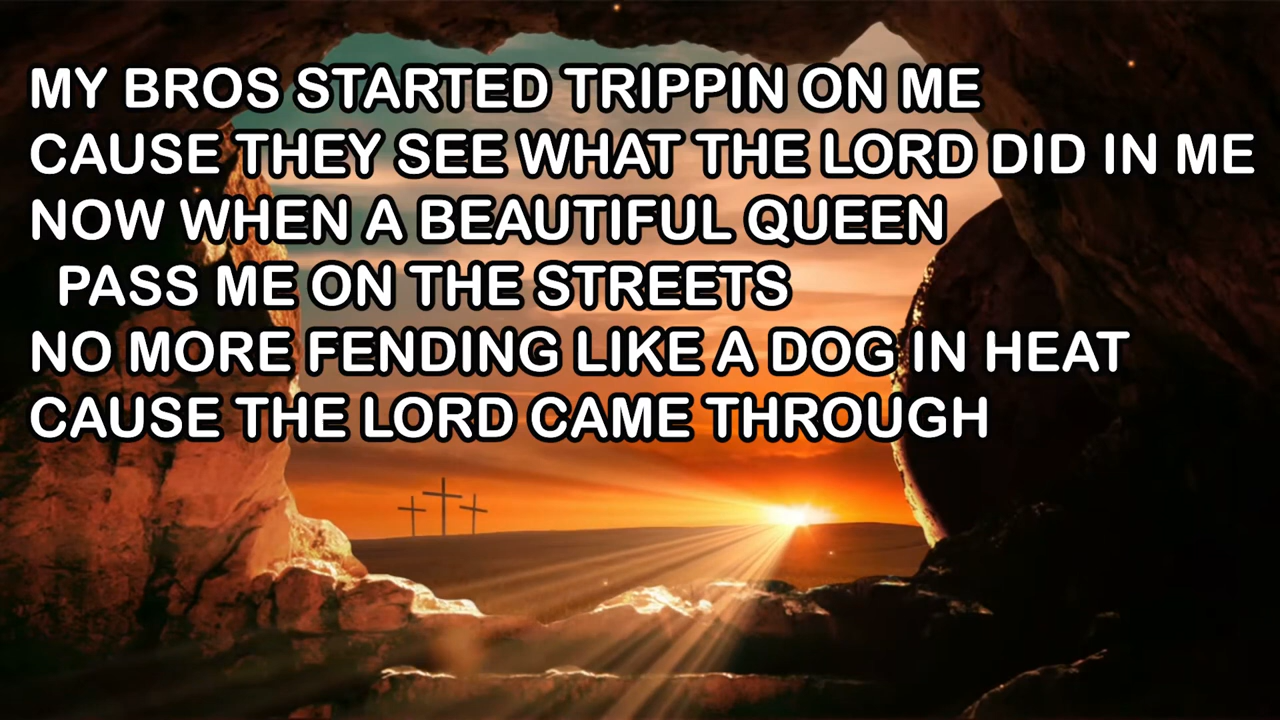 MY BROS STARTED TRIPPIN ON ME
CAUSE THEY SEE WHAT THE LORD DID IN ME
NOW WHEN A BEAUTIFUL QUEEN
PASS ME ON THE STREETS
NO MORE FENDING LIKE A DOG IN HEAT
CAUSE THE LORD CAME THROUGH